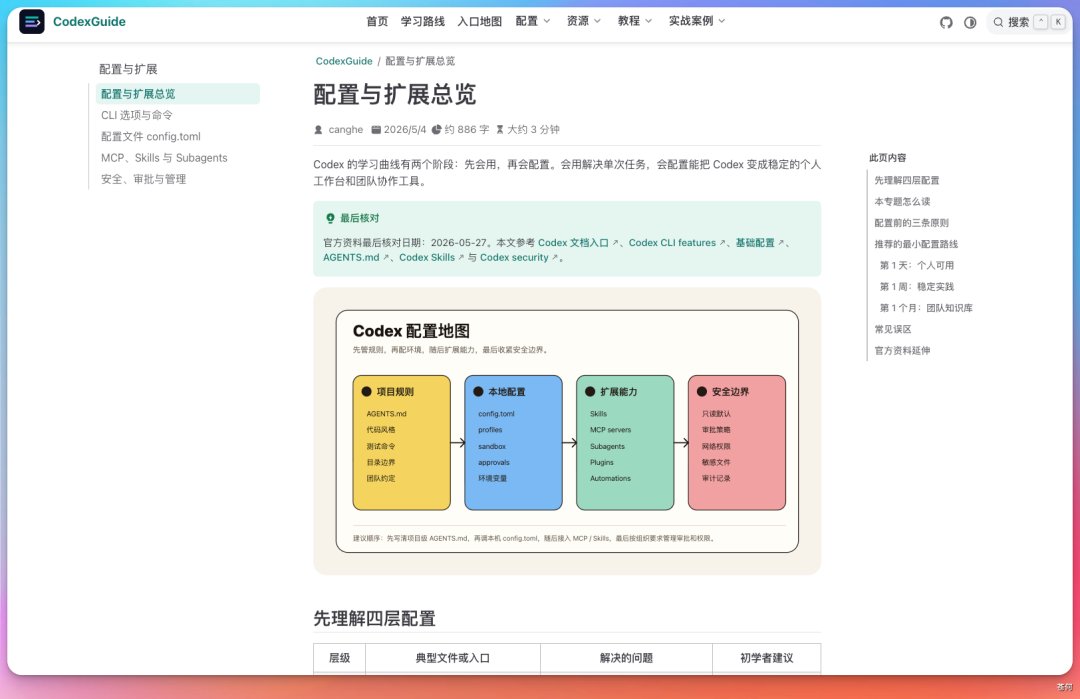 CodexGuide
首页 学习路线 入口地图 配置 资源 教程 实战案例
搜索 ^ K
配置与扩展
配置与扩展总览
CLI 选项与命令
配置文件 config.toml
MCP、Skills 与 Subagents
安全、审批与管理
CodexGuide / 配置与扩展总览
配置与扩展总览
canghe 2026/5/4 约 886 字 大约 3 分钟
Codex 的学习曲线有两个阶段：先会用，再会配置。会用解决单次任务，会配置能把 Codex 变成稳定的个人
工作台和团队协作工具。
最后核对
官方资料最后核对日期：2026-05-27。本文参考 Codex 文档入口 ↗、Codex CLI features ↗、基础配置 ↗、
AGENTS.md ↗、Codex Skills ↗ 与 Codex security ↗。
Codex 配置地图
先管规则，再配环境，随后扩展能力，最后收紧安全边界。
项目规则
AGENTS.md
代码风格
测试命令
目录边界
团队约定
本地配置
config.toml
profiles
sandbox
approvals
环境变量
扩展能力
Skills
MCP servers
Subagents
Plugins
Automations
安全边界
只读默认
审批策略
网络权限
敏感文件
审计记录
建议顺序：先写清项目级 AGENTS.md，再调本机 config.toml，随后接入 MCP / Skills，最后按组织要求管理审批和权限。
先理解四层配置
层级 典型文件或入口 解决的问题 初学者建议
此页内容
先理解四层配置
本专题怎么读
配置前的三条原则
推荐的最小配置路线
第 1 天：个人可用
第 1 周：稳定实践
第 1 个月：团队知识库
常见误区
官方资料延伸
苍何